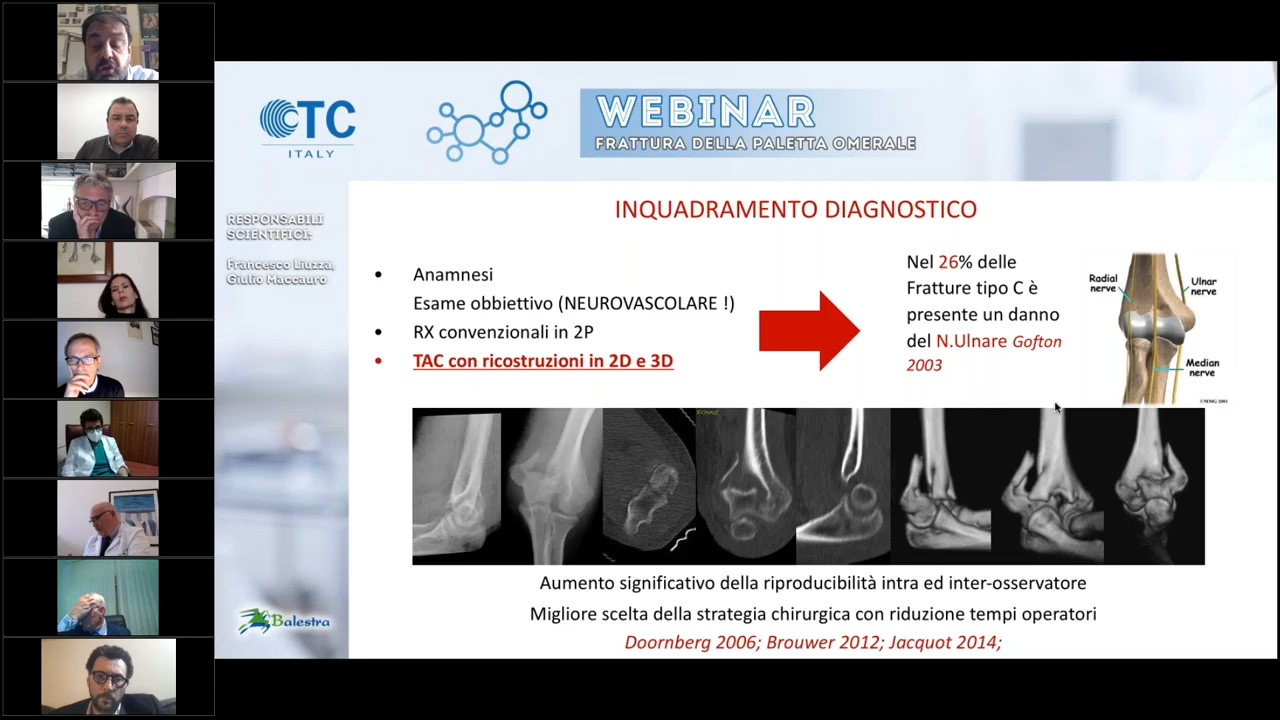 CTC
ITALY
WEBINAR
FRATTURA DELLA PALETTA OMERALE
RESPONSABILI
SCIENTIFICI:
Francesco Liuzza,
Giulio Maccauro
Balestra
INQUADRAMENTO DIAGNOSTICO
• Anamnesi
Esame obbiettivo (NEUROVASCOLARE !)
• RX convenzionali in 2P
• TAC con ricostruzioni in 2D e 3D
Nel 26% delle
Fratture tipo C è
presente un danno
del N.Ulnare Gofton
2003
Radial
nerve
Ulnar
nerve
Median
nerve
©MMG 2001
Aumento significativo della riproducibilità intra ed inter-osservatore
Migliore scelta della strategia chirurgica con riduzione tempi operatori
Doornberg 2006; Brouwer 2012; Jacquot 2014;